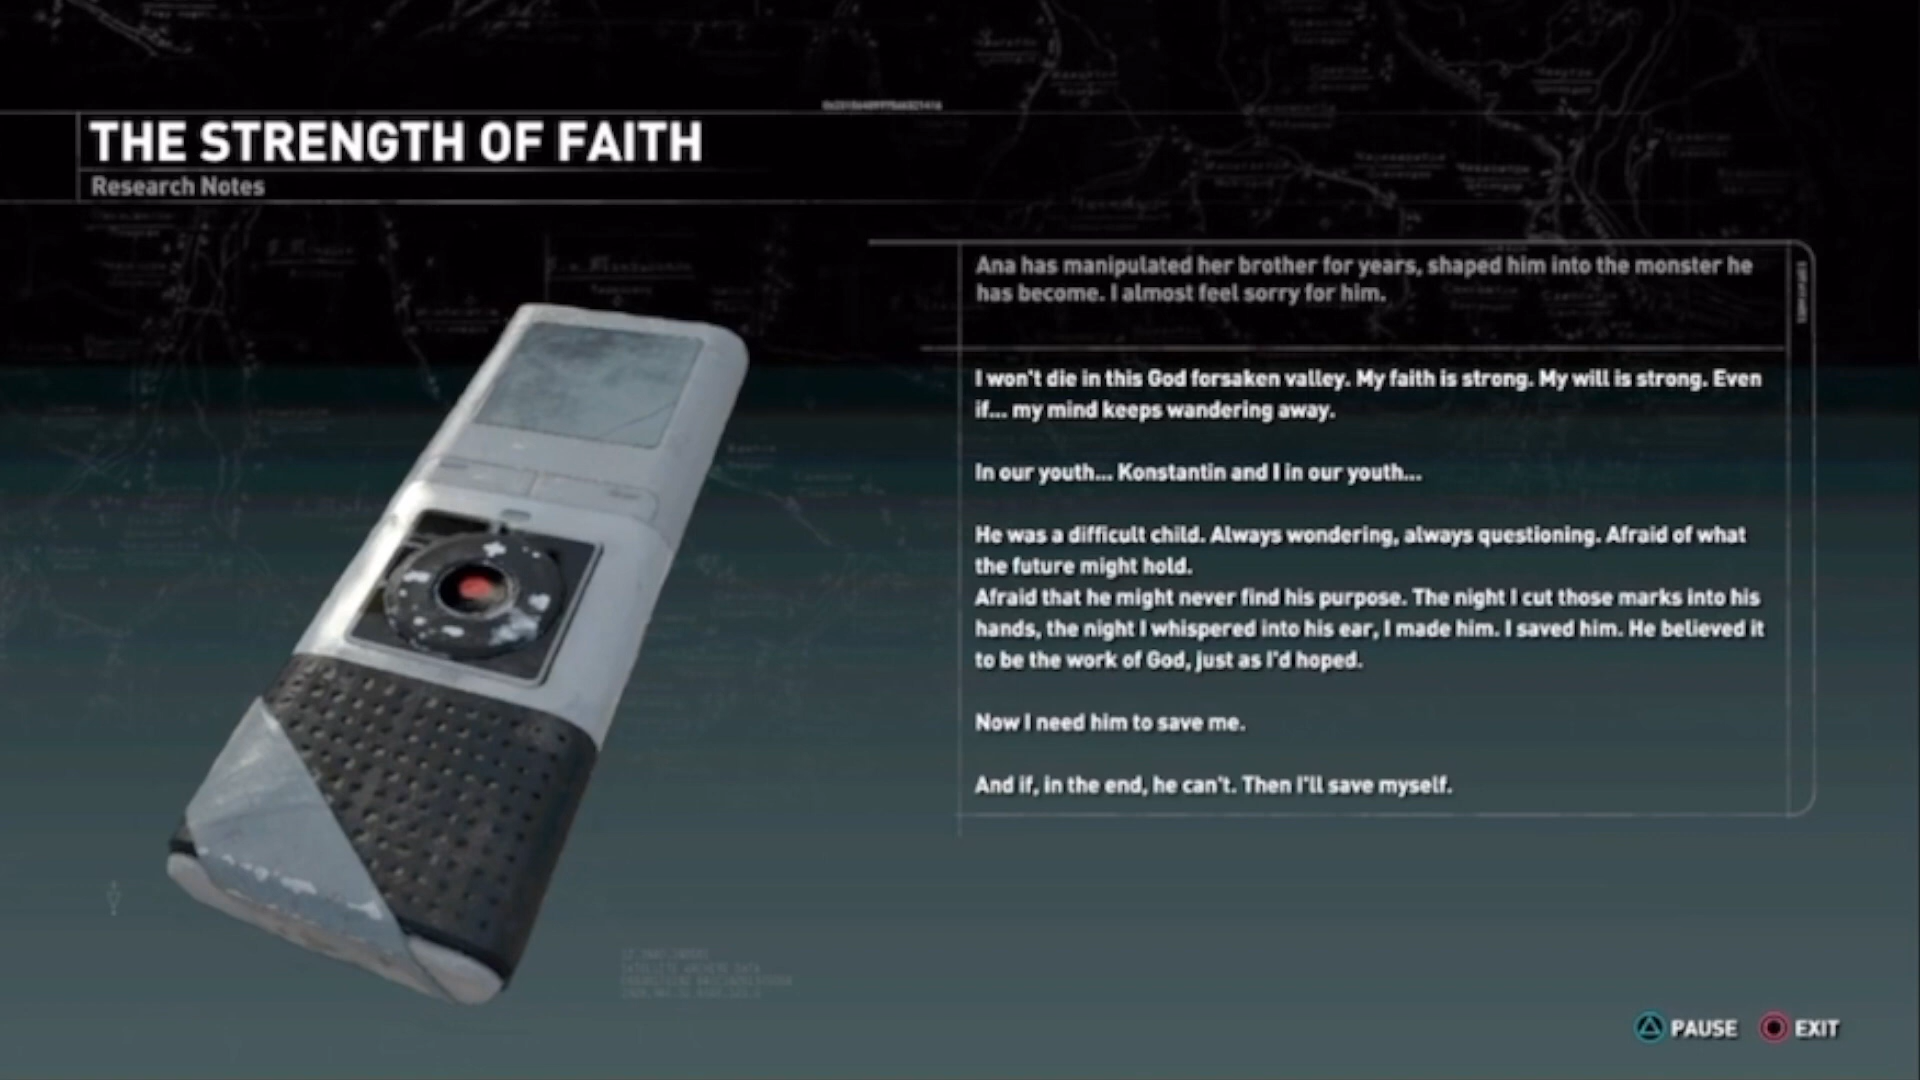 THE STRENGTH OF FAITH
Research Notes
Ana has manipulated her brother for years, shaped him into the monster he
has become. I almost feel sorry for him.
I won't die in this God forsaken valley. My faith is strong. My will is strong. Even
if... my mind keeps wandering away.
In our youth... Konstantin and I in our youth...
He was a difficult child. Always wondering, always questioning. Afraid of what
the future might hold.
Afraid that he might never find his purpose. The night I cut those marks into his
hands, the night I whispered into his ear, I made him. I saved him. He believed it
to be the work of God, just as I'd hoped.
Now I need him to save me.
And if, in the end, he can't. Then I'll save myself.
PAUSE EXIT